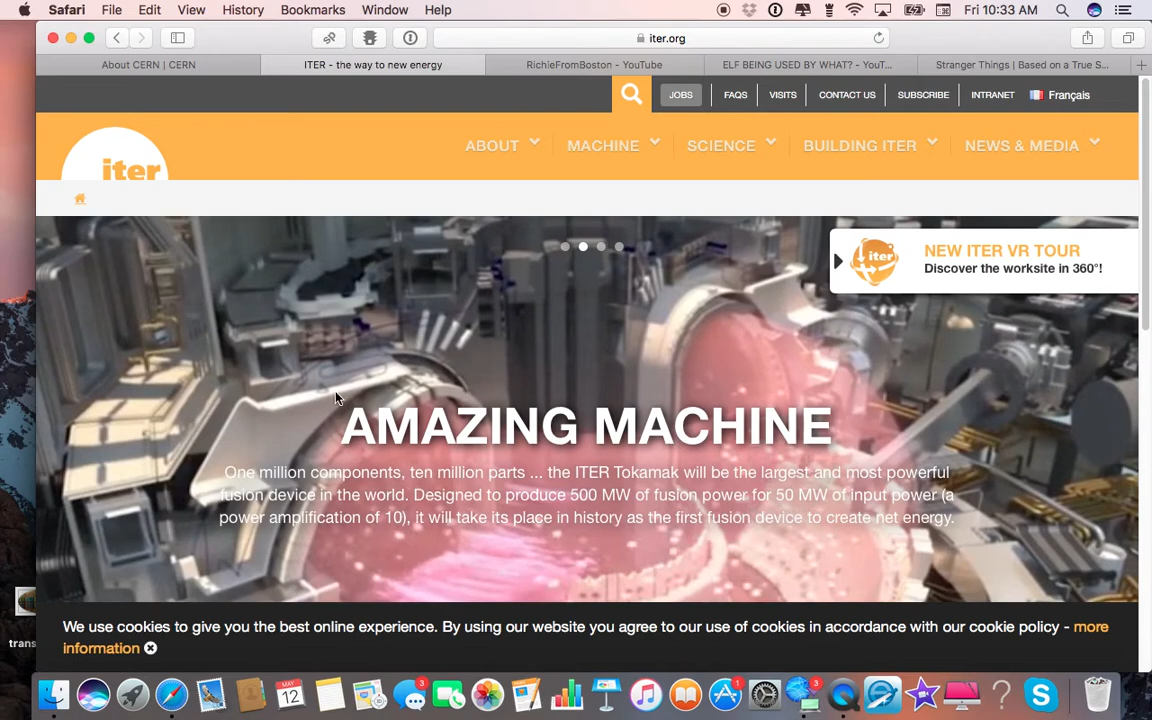 Safari File Edit View History Bookmarks Window Help Fri 10:33 AM
iter.org
About CERN | CERN ITER - the way to new energy RichieFromBoston - YouTube ELF BEING USED BY WHAT? - YouT... Stranger Things | Based on a True S...
JOBS FAQS VISITS CONTACT US SUBSCRIBE INTRANET Français
iter ABOUT MACHINE SCIENCE BUILDING ITER NEWS & MEDIA
iter NEW ITER VR TOUR
Discover the worksite in 360°!
AMAZING MACHINE
One million components, ten million parts ... the ITER Tokamak will be the largest and most powerful
fusion device in the world. Designed to produce 500 MW of fusion power for 50 MW of input power (a
power amplification of 10), it will take its place in history as the first fusion device to create net energy.
We use cookies to give you the best online experience. By using our website you agree to our use of cookies in accordance with our cookie policy - more
information
trans
MAY
12
3
1
3